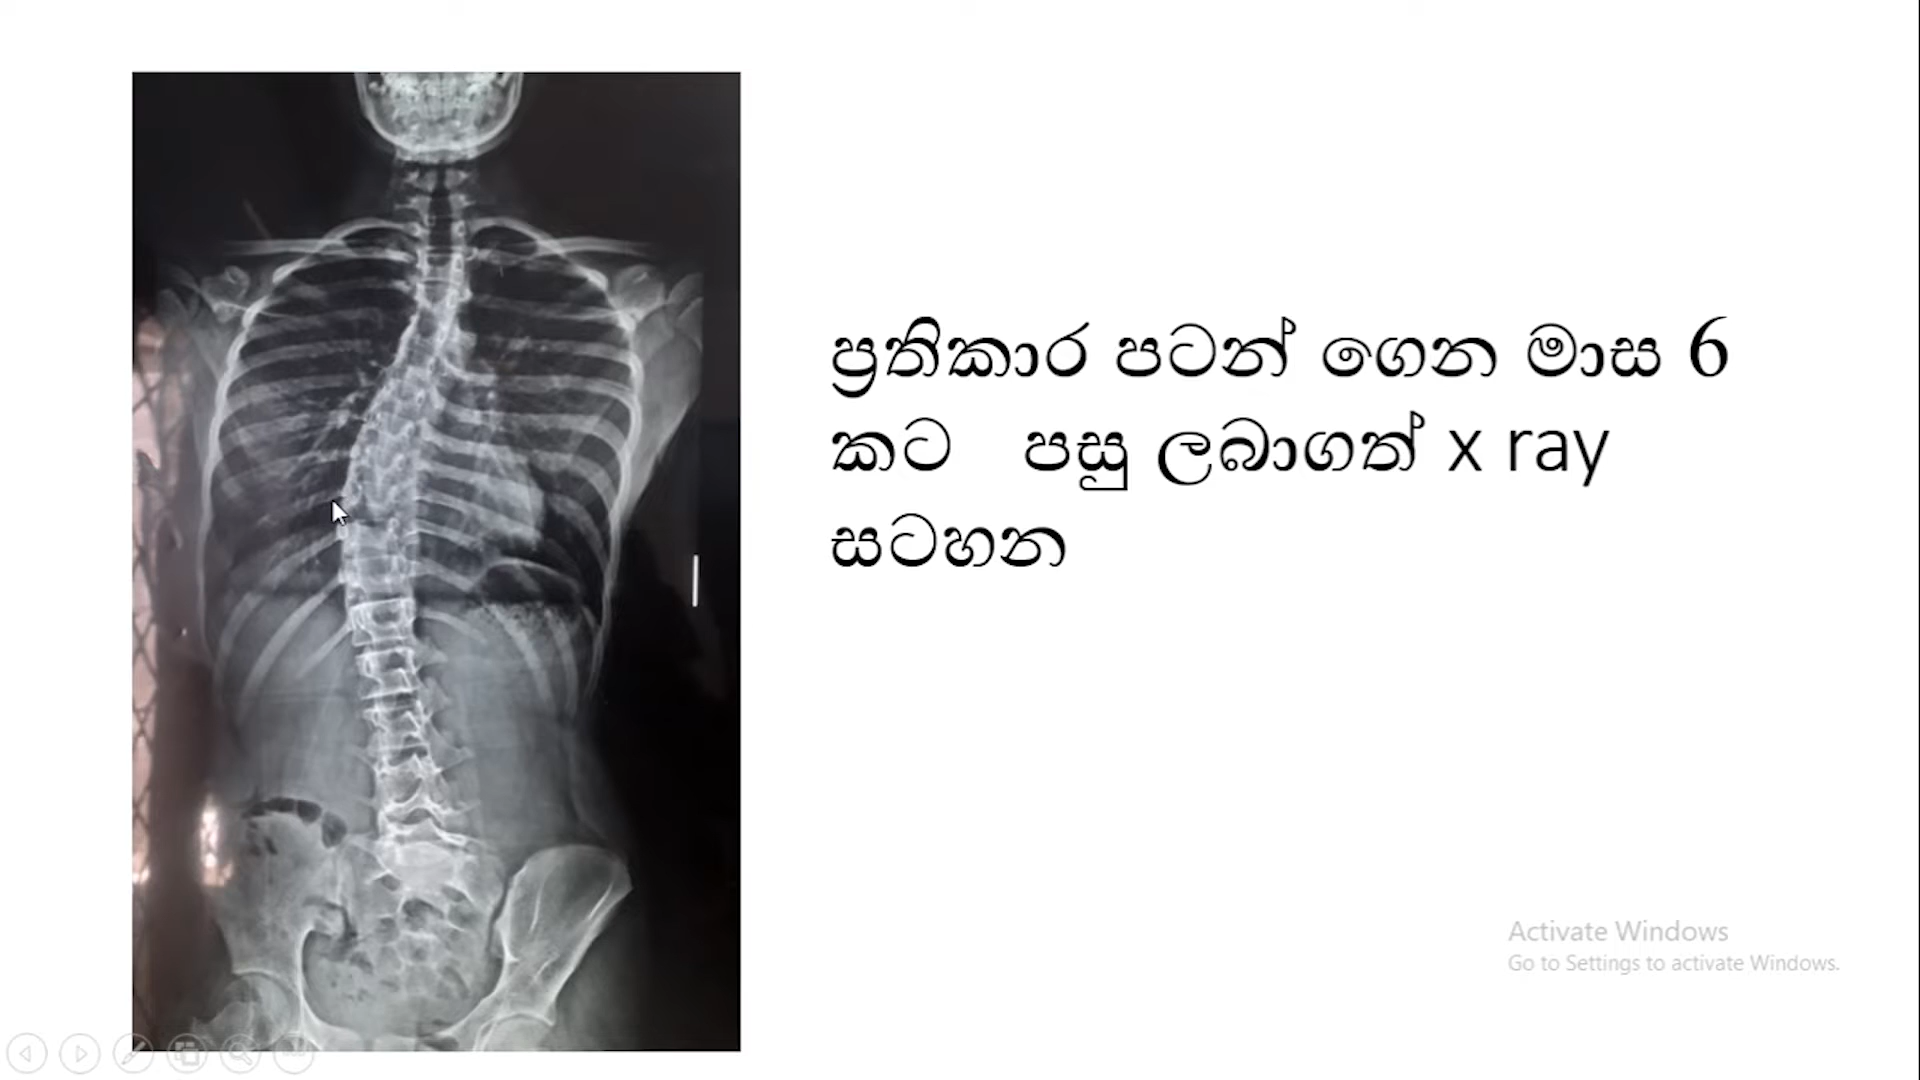 ප්‍රතිකාර පටන් ගෙන මාස 6
කට පසු ලබාගත් x ray
සටහන
Activate Windows
Go to Settings to activate Windows.